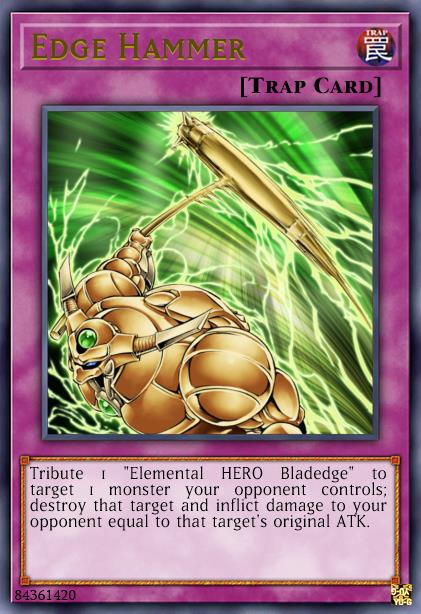 EDGE HAMMER
TRAP
罠
[TRAP CARD]
Tribute 1 "Elemental HERO Bladedge" to
target 1 monster your opponent controls;
destroy that target and inflict damage to your
opponent equal to that target's original ATK.
84361420